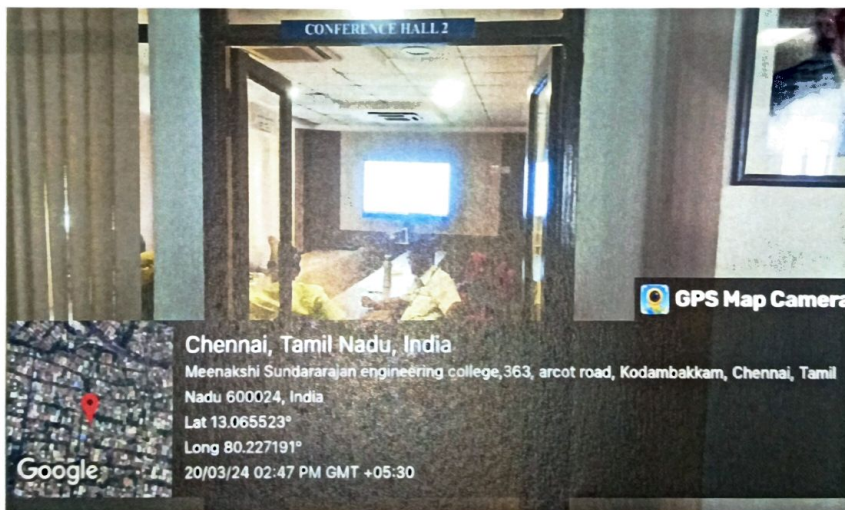 CONFERENCE HALL 2
GPS Map Camera
Chennai, Tamil Nadu, India
Meenakshi Sundararajan engineering college,363, arcot road, Kodambakkam, Chennai, Tamil
Nadu 600024, India
Lat 13.065523°
Long 80.227191°
20/03/24 02:47 PM GMT +05:30
Google